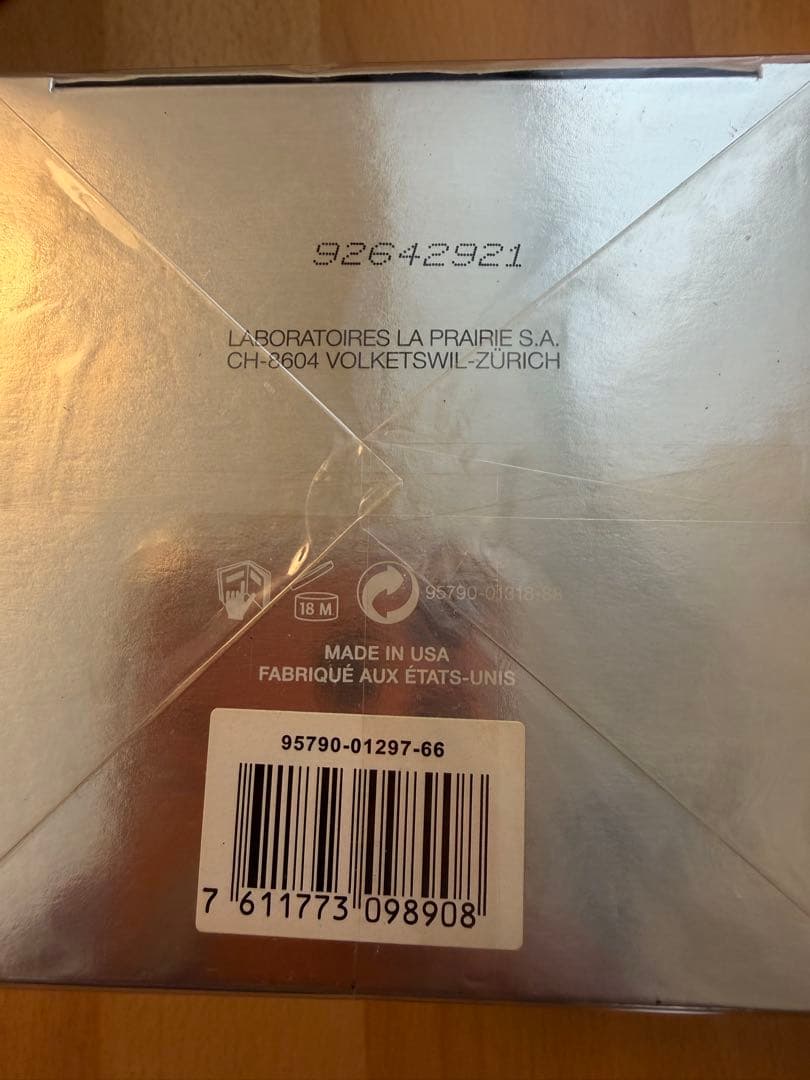 92642921
LABORATOIRES LA PRAIRIE S.A.
CH-8604 VOLKETSWIL-ZÜRICH
18 M
95790-01318-88
MADE IN USA
FABRIQUÉ AUX ÉTATS-UNIS
95790-01297-66
7 611773 098908